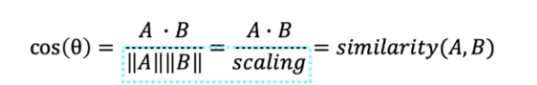 cos(θ) = A · B / ‖A‖‖B‖ = A · B / scaling = similarity(A, B)